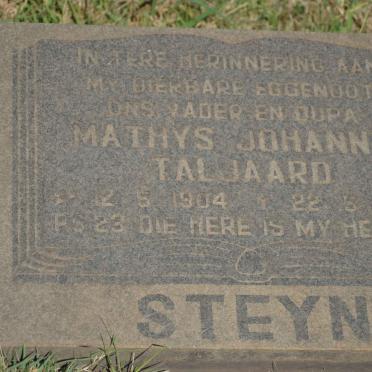 IN TERE HERINNERING AAN
MY DIERBARE EGGENOOT
ONS VADER EN OUPA
MATHYS JOHANN
TALJAARD
* 12.5.1904 † 22.5
PS 23 DIE HERE IS MY HE
STEYN